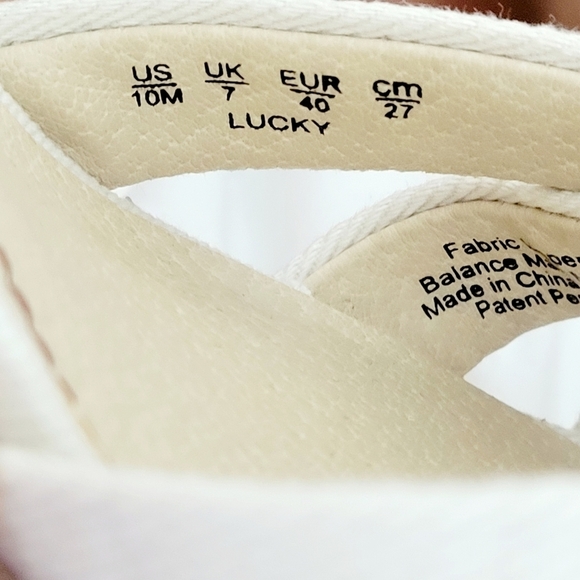 US UK EUR cm
10M 7 40 27
LUCKY
Fabric
Balance
Made in China
Patent